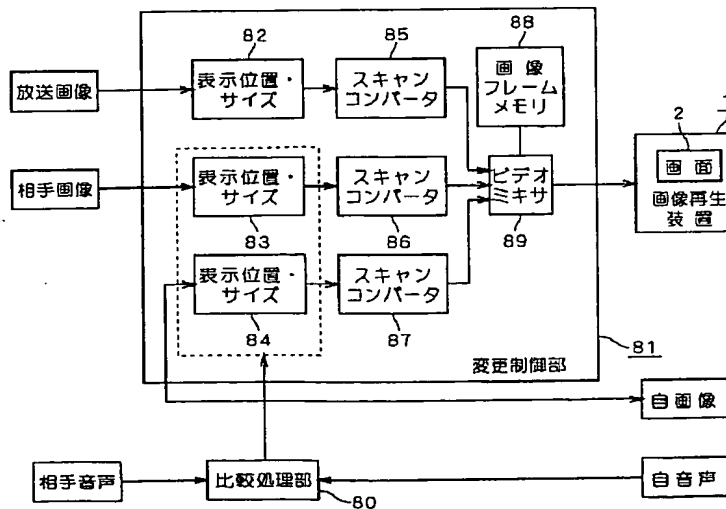 82
85
88
放送画像
表示位置・
サイズ
スキャン
コンバータ
画像
フレーム
メモリ
2
画面
画像再生
装置
相手画像
表示位置・
サイズ
スキャン
コンバータ
ビデオ
ミキサ
83
86
89
表示位置・
サイズ
スキャン
コンバータ
84
87
81
変更制御部
自画像
相手音声
比較処理部
自音声
80